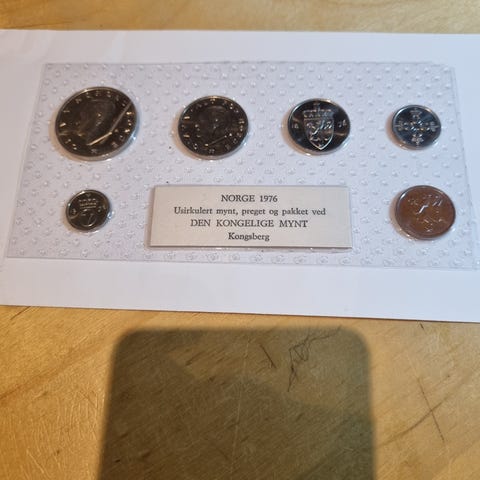 NORGE 1976
Usirkulert mynt, preget og pakket ved
DEN KONGELIGE MYNT
Kongsberg